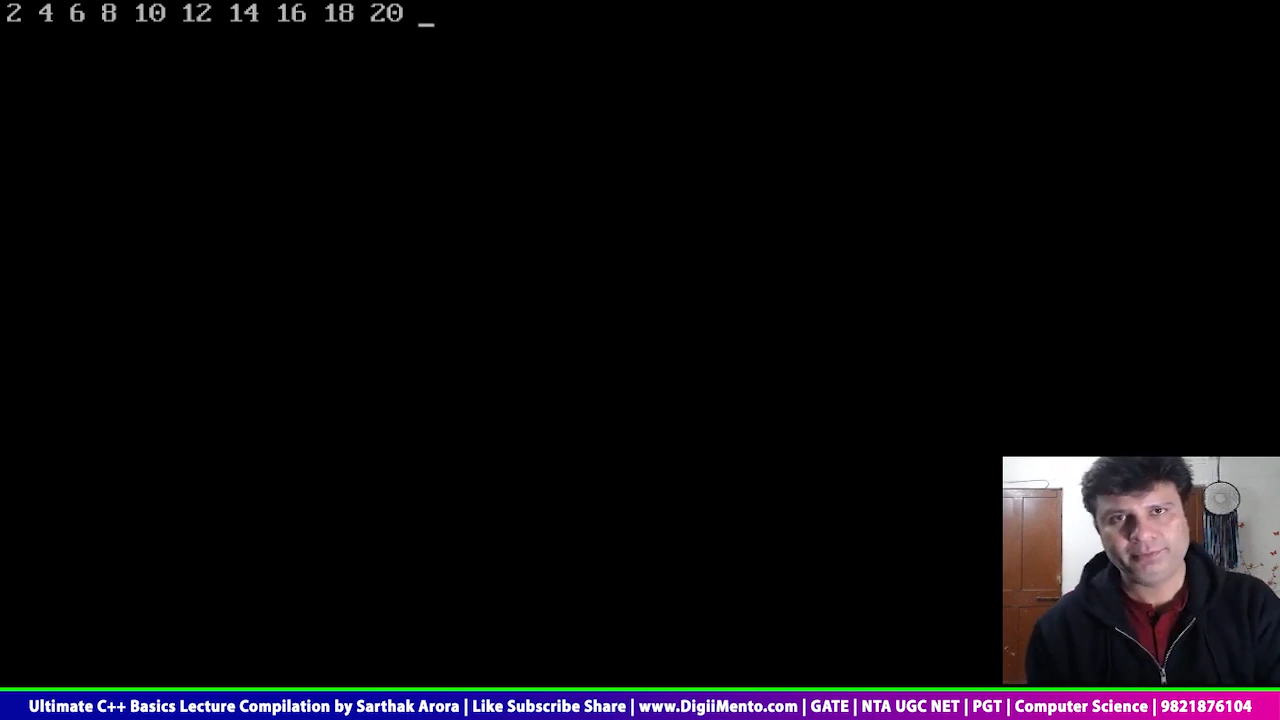 2 4 6 8 10 12 14 16 18 20 _
Ultimate C++ Basics Lecture Compilation by Sarthak Arora | Like Subscribe Share | www.DigiiMento.com | GATE | NTA UGC NET | PGT | Computer Science | 9821876104